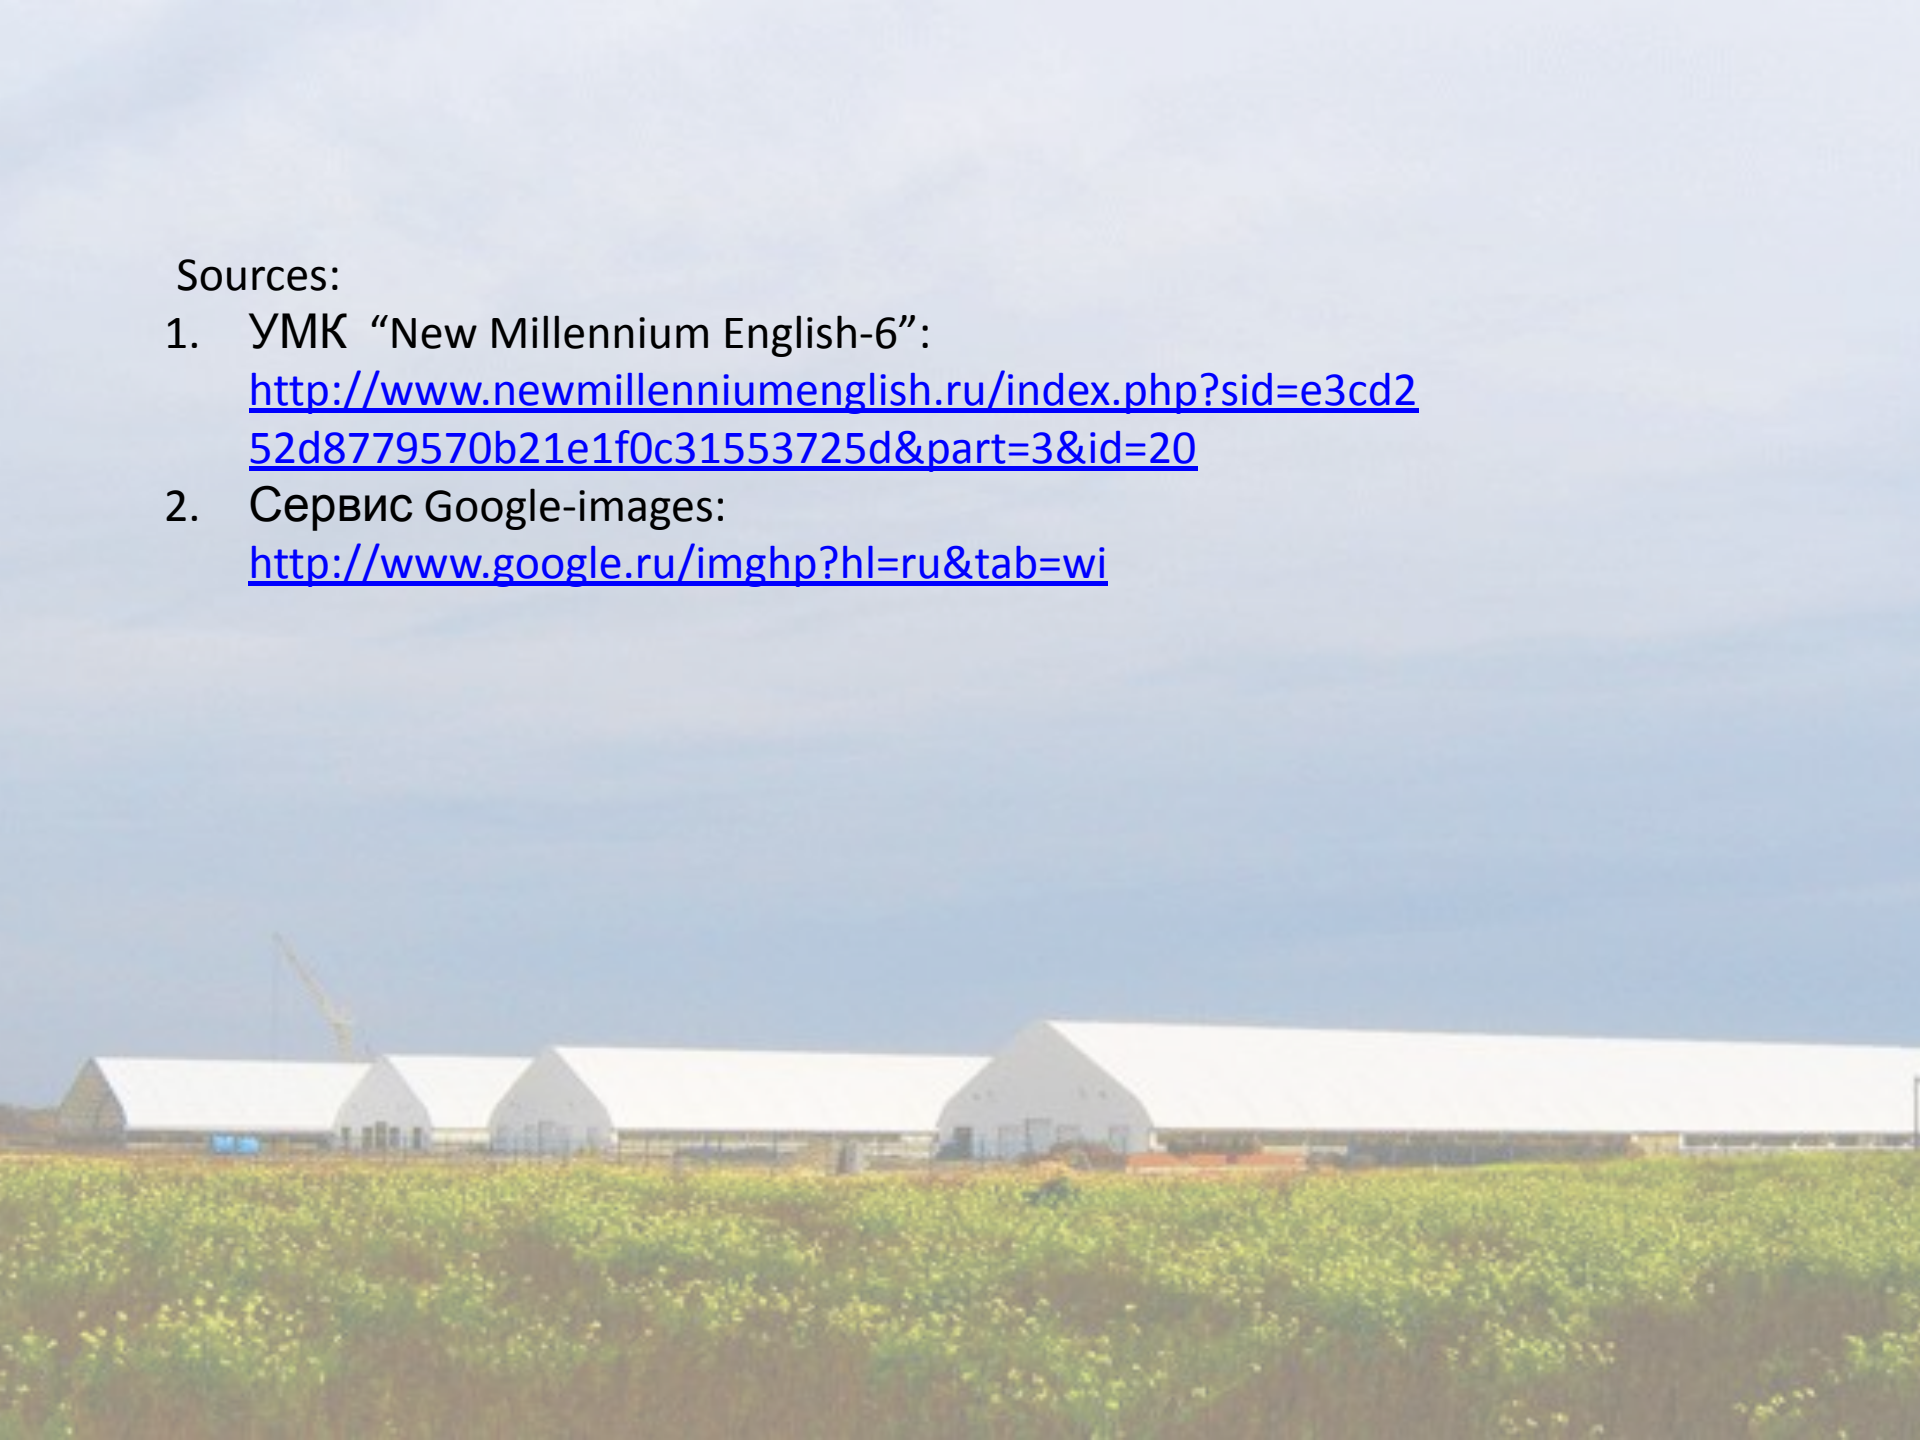 Sources:
1. УМК “New Millennium English-6”:
http://www.newmillenniumenglish.ru/index.php?sid=e3cd2
52d8779570b21e1f0c31553725d&part=3&id=20
2. Сервис Google-images:
http://www.google.ru/imghp?hl=ru&tab=wi